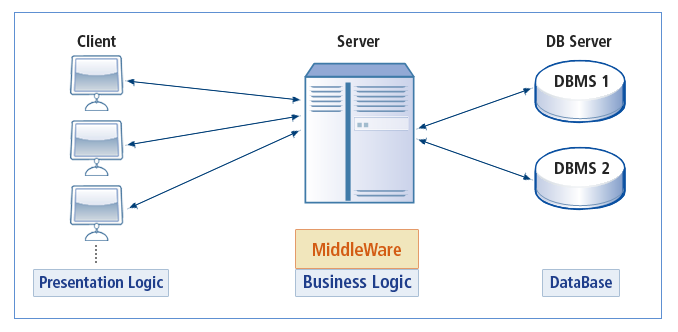 Client
Server
DB Server
DBMS 1
DBMS 2
MiddleWare
Presentation Logic
Business Logic
DataBase